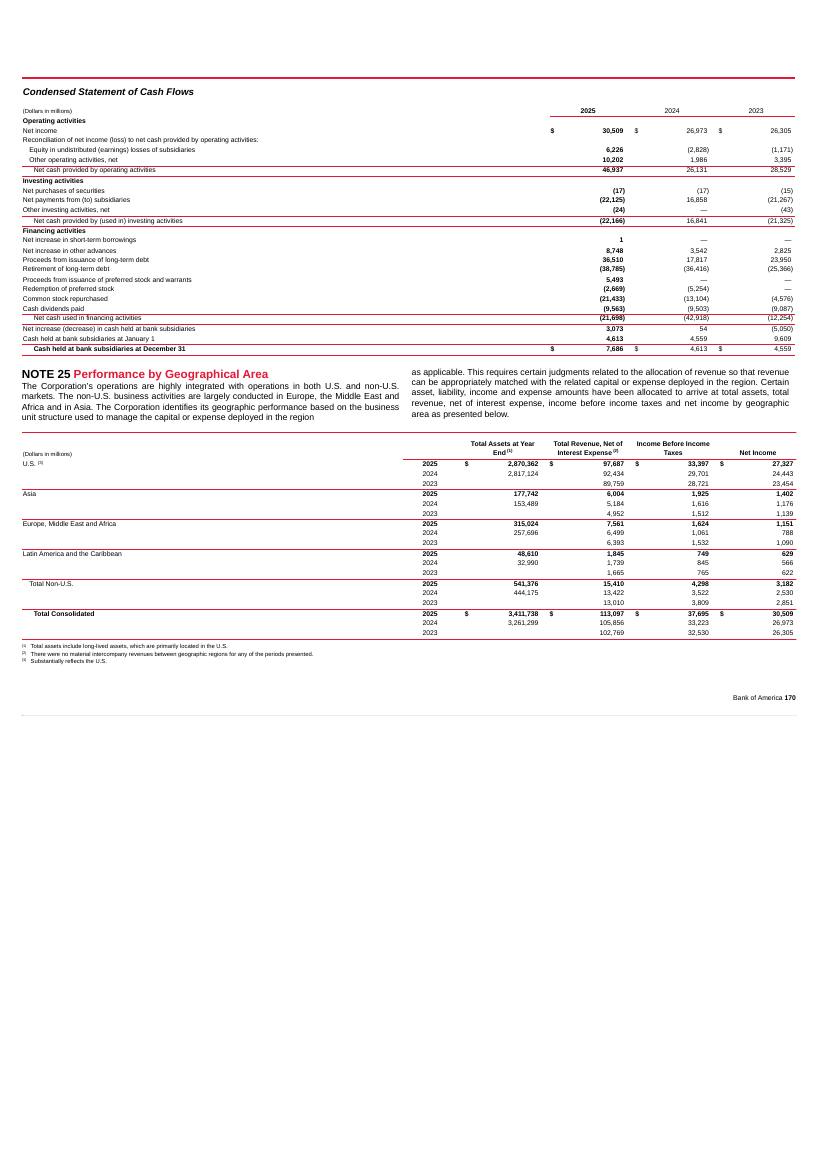 Condensed Statement of Cash Flows
(Dollars in millions) 2025 2024 2023
Operating activities
Net income $ 30,509 $ 26,973 $ 26,305
Reconciliation of net income (loss) to net cash provided by operating activities:
Equity in undistributed (earnings) losses of subsidiaries 6,226 (2,828) (1,171)
Other operating activities, net 10,202 1,986 3,395
Net cash provided by operating activities 46,937 26,131 28,529
Investing activities
Net purchases of securities (17) (17) (15)
Net payments from (to) subsidiaries (22,125) 16,858 (21,267)
Other investing activities, net (24) — (43)
Net cash provided by (used in) investing activities (22,166) 16,841 (21,325)
Financing activities
Net increase in short-term borrowings 1 — —
Net increase in other advances 8,748 3,542 2,825
Proceeds from issuance of long-term debt 36,510 17,817 23,950
Retirement of long-term debt (38,785) (36,416) (25,366)
Proceeds from issuance of preferred stock and warrants 5,493 — —
Redemption of preferred stock (2,669) (5,254) —
Common stock repurchased (21,433) (13,104) (4,576)
Cash dividends paid (9,563) (9,503) (9,087)
Net cash used in financing activities (21,698) (42,918) (12,254)
Net increase (decrease) in cash held at bank subsidiaries 3,073 54 (5,050)
Cash held at bank subsidiaries at January 1 4,613 4,559 9,609
Cash held at bank subsidiaries at December 31 $ 7,686 $ 4,613 $ 4,559
NOTE 25 Performance by Geographical Area
The Corporation's operations are highly integrated with operations in both U.S. and non-U.S.
markets. The non-U.S. business activities are largely conducted in Europe, the Middle East and
Africa and in Asia. The Corporation identifies its geographic performance based on the business
unit structure used to manage the capital or expense deployed in the region
as applicable. This requires certain judgments related to the allocation of revenue so that revenue
can be appropriately matched with the related capital or expense deployed in the region. Certain
asset, liability, income and expense amounts have been allocated to arrive at total assets, total
revenue, net of interest expense, income before income taxes and net income by geographic
area as presented below.
Total Assets at Year Total Revenue, Net of Income Before Income
(Dollars in millions) End (1) Interest Expense (2) Taxes Net Income
U.S. (3) 2025 $ 2,870,362 $ 97,687 $ 33,397 $ 27,327
2024 2,817,124 92,434 29,701 24,443
2023 89,759 28,721 23,454
Asia 2025 177,742 6,004 1,925 1,402
2024 153,489 5,184 1,616 1,176
2023 4,952 1,512 1,139
Europe, Middle East and Africa 2025 315,024 7,561 1,624 1,151
2024 257,696 6,499 1,061 788
2023 6,393 1,532 1,090
Latin America and the Caribbean 2025 48,610 1,845 749 629
2024 32,990 1,739 845 566
2023 1,665 765 622
Total Non-U.S. 2025 541,376 15,410 4,298 3,182
2024 444,175 13,422 3,522 2,530
2023 13,010 3,809 2,851
Total Consolidated 2025 $ 3,411,738 $ 113,097 $ 37,695 $ 30,509
2024 3,261,299 105,856 33,223 26,973
2023 102,769 32,530 26,305
(1) Total assets include long-lived assets, which are primarily located in the U.S.
(2) There were no material intercompany revenues between geographic regions for any of the periods presented.
(3) Substantially reflects the U.S.
Bank of America 170